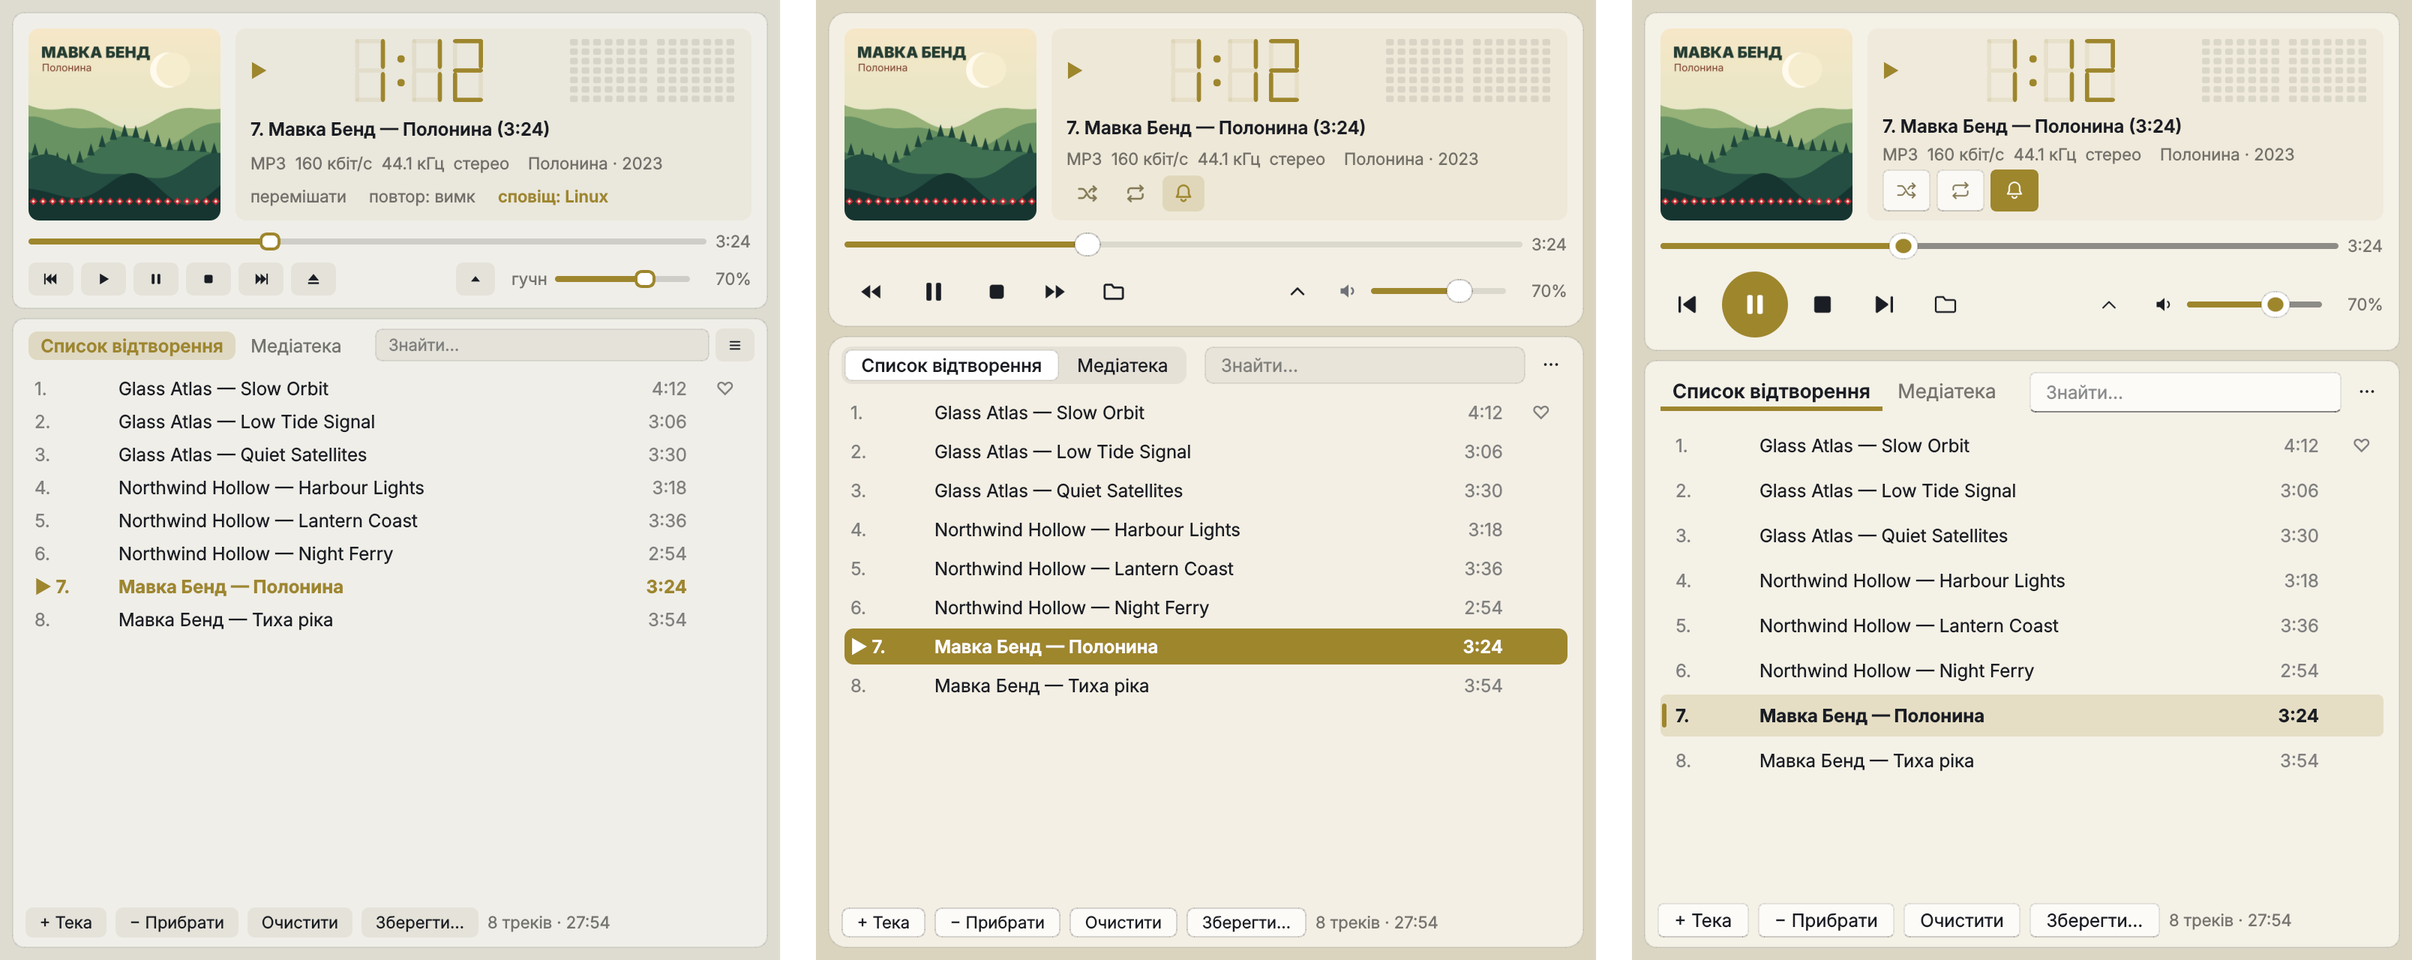 МАВКА БЕНД
Полонина
1:12
7. Мавка Бенд — Полонина (3:24)
MP3 160 кбіт/с 44.1 кГц стерео Полонина · 2023
перемішати повтор: вимк сповіщ: Linux
3:24
гучн 70%
Список відтворення Медіатека Знайти...
1. Glass Atlas — Slow Orbit 4:12
2. Glass Atlas — Low Tide Signal 3:06
3. Glass Atlas — Quiet Satellites 3:30
4. Northwind Hollow — Harbour Lights 3:18
5. Northwind Hollow — Lantern Coast 3:36
6. Northwind Hollow — Night Ferry 2:54
7. Мавка Бенд — Полонина 3:24
8. Мавка Бенд — Тиха ріка 3:54
+ Тека − Прибрати Очистити Зберегти... 8 треків · 27:54
МАВКА БЕНД
Полонина
1:12
7. Мавка Бенд — Полонина (3:24)
MP3 160 кбіт/с 44.1 кГц стерео Полонина · 2023
3:24
70%
Список відтворення Медіатека Знайти...
1. Glass Atlas — Slow Orbit 4:12
2. Glass Atlas — Low Tide Signal 3:06
3. Glass Atlas — Quiet Satellites 3:30
4. Northwind Hollow — Harbour Lights 3:18
5. Northwind Hollow — Lantern Coast 3:36
6. Northwind Hollow — Night Ferry 2:54
7. Мавка Бенд — Полонина 3:24
8. Мавка Бенд — Тиха ріка 3:54
+ Тека − Прибрати Очистити Зберегти... 8 треків · 27:54
МАВКА БЕНД
Полонина
1:12
7. Мавка Бенд — Полонина (3:24)
MP3 160 кбіт/с 44.1 кГц стерео Полонина · 2023
3:24
70%
Список відтворення Медіатека Знайти...
1. Glass Atlas — Slow Orbit 4:12
2. Glass Atlas — Low Tide Signal 3:06
3. Glass Atlas — Quiet Satellites 3:30
4. Northwind Hollow — Harbour Lights 3:18
5. Northwind Hollow — Lantern Coast 3:36
6. Northwind Hollow — Night Ferry 2:54
7. Мавка Бенд — Полонина 3:24
8. Мавка Бенд — Тиха ріка 3:54
+ Тека − Прибрати Очистити Зберегти... 8 треків · 27:54